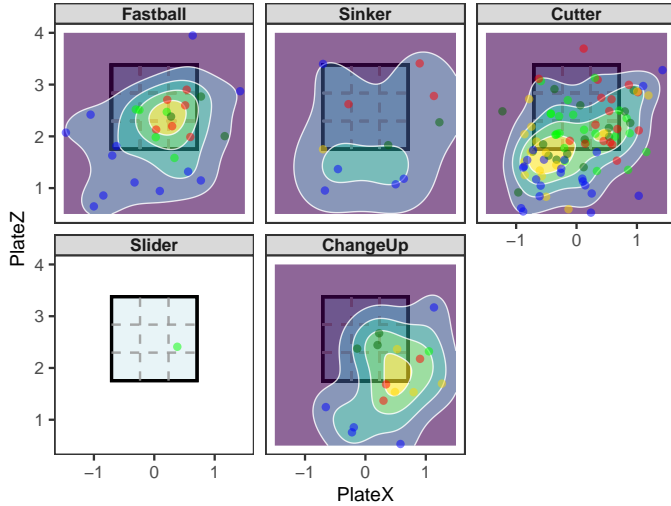 Fastball Sinker Cutter
4
3
2
1
−1 0 1
PlateZ
Slider ChangeUp
4
3
2
1
−1 0 1 −1 0 1
PlateX